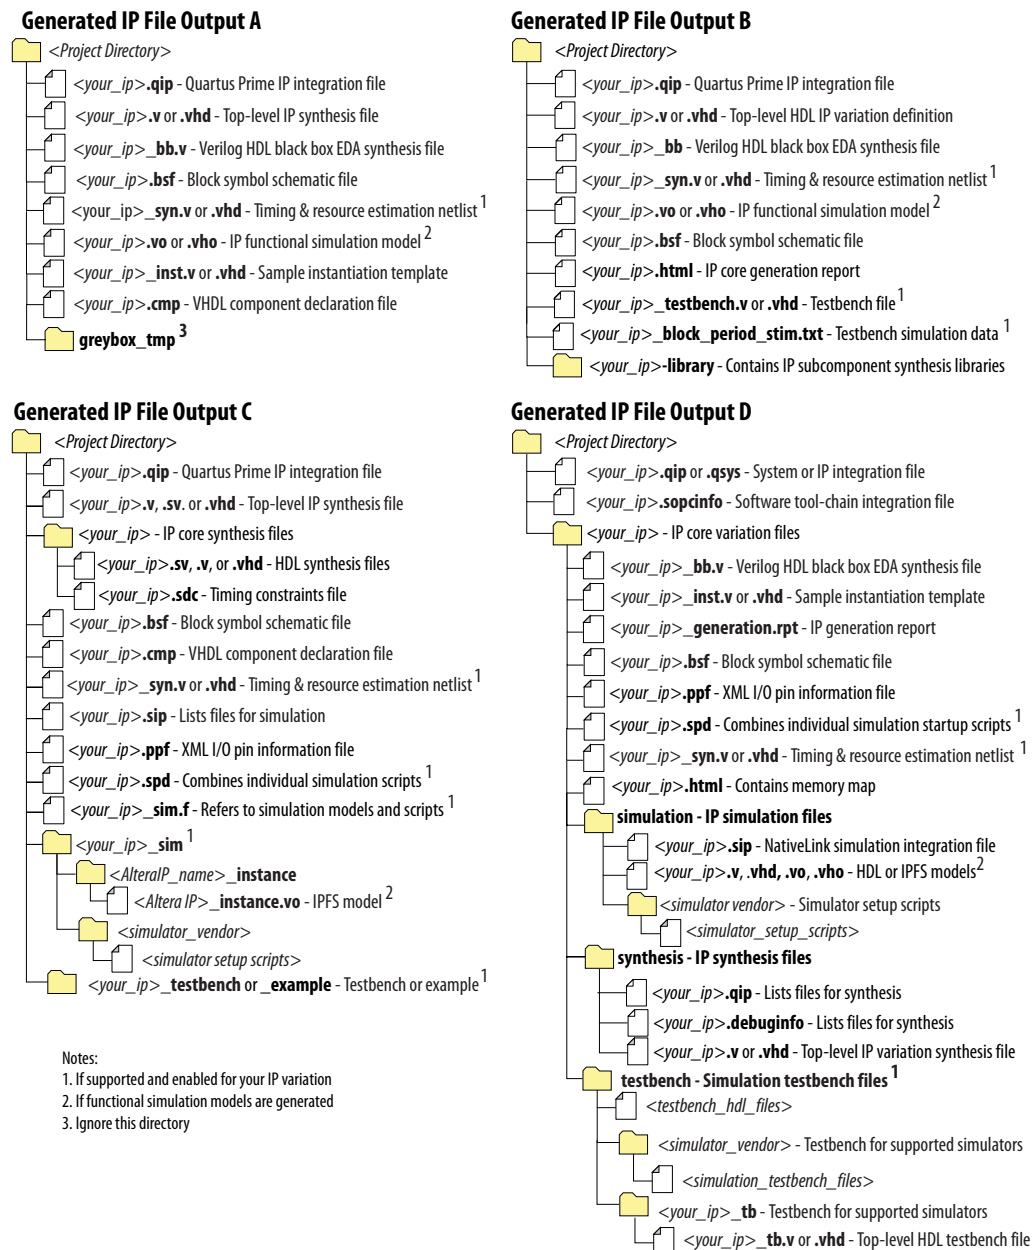 Generated IP File Output A
<Project Directory>
<your_ip>.qip - Quartus Prime IP integration file
<your_ip>.v or .vhd - Top-level IP synthesis file
<your_ip>_bb.v - Verilog HDL black box EDA synthesis file
<your_ip>.bsf - Block symbol schematic file
<your_ip>_syn.v or .vhd - Timing & resource estimation netlist 1
<your_ip>.vo or .vho - IP functional simulation model 2
<your_ip>_inst.v or .vhd - Sample instantiation template
<your_ip>.cmp - VHDL component declaration file
greybox_tmp 3
Generated IP File Output B
<Project Directory>
<your_ip>.qip - Quartus Prime IP integration file
<your_ip>.v or .vhd - Top-level HDL IP variation definition
<your_ip>_bb - Verilog HDL black box EDA synthesis file
<your_ip>_syn.v or .vhd - Timing & resource estimation netlist 1
<your_ip>.vo or .vho - IP functional simulation model 2
<your_ip>.bsf - Block symbol schematic file
<your_ip>.html - IP core generation report
<your_ip>_testbench.v or .vhd - Testbench file 1
<your_ip>_block_period_stim.txt - Testbench simulation data 1
<your_ip>-library - Contains IP subcomponent synthesis libraries
Generated IP File Output C
<Project Directory>
<your_ip>.qip - Quartus Prime IP integration file
<your_ip>.v, .sv. or .vhd - Top-level IP synthesis file
<your_ip> - IP core synthesis files
<your_ip>.sv, .v, or .vhd - HDL synthesis files
<your_ip>.sdc - Timing constraints file
<your_ip>.bsf - Block symbol schematic file
<your_ip>.cmp - VHDL component declaration file
<your_ip>_syn.v or .vhd - Timing & resource estimation netlist 1
<your_ip>.sip - Lists files for simulation
<your_ip>.ppf - XML I/O pin information file
<your_ip>.spd - Combines individual simulation scripts 1
<your_ip>_sim.f - Refers to simulation models and scripts 1
<your_ip>_sim 1
<AlteraIP_name>_instance
<Altera IP>_instance.vo - IPFS model 2
<simulator_vendor>
<simulator setup scripts>
<your_ip>_testbench or _example - Testbench or example 1
Notes:
1. If supported and enabled for your IP variation
2. If functional simulation models are generated
3. Ignore this directory
Generated IP File Output D
<Project Directory>
<your_ip>.qip or .qsys - System or IP integration file
<your_ip>.sopcinfo - Software tool-chain integration file
<your_ip> - IP core variation files
<your_ip>_bb.v - Verilog HDL black box EDA synthesis file
<your_ip>_inst.v or .vhd - Sample instantiation template
<your_ip>_generation.rpt - IP generation report
<your_ip>.bsf - Block symbol schematic file
<your_ip>.ppf - XML I/O pin information file
<your_ip>.spd - Combines individual simulation startup scripts 1
<your_ip>_syn.v or .vhd - Timing & resource estimation netlist 1
<your_ip>.html - Contains memory map
simulation - IP simulation files
<your_ip>.sip - NativeLink simulation integration file
<your_ip>.v, .vhd, .vo, .vho - HDL or IPFS models 2
<simulator vendor> - Simulator setup scripts
<simulator_setup_scripts>
synthesis - IP synthesis files
<your_ip>.qip - Lists files for synthesis
<your_ip>.debuginfo - Lists files for synthesis
<your_ip>.v or .vhd - Top-level IP variation synthesis file
testbench - Simulation testbench files 1
<testbench_hdl_files>
<simulator_vendor> - Testbench for supported simulators
<simulation_testbench_files>
<your_ip>_tb - Testbench for supported simulators
<your_ip>_tb.v or .vhd - Top-level HDL testbench file